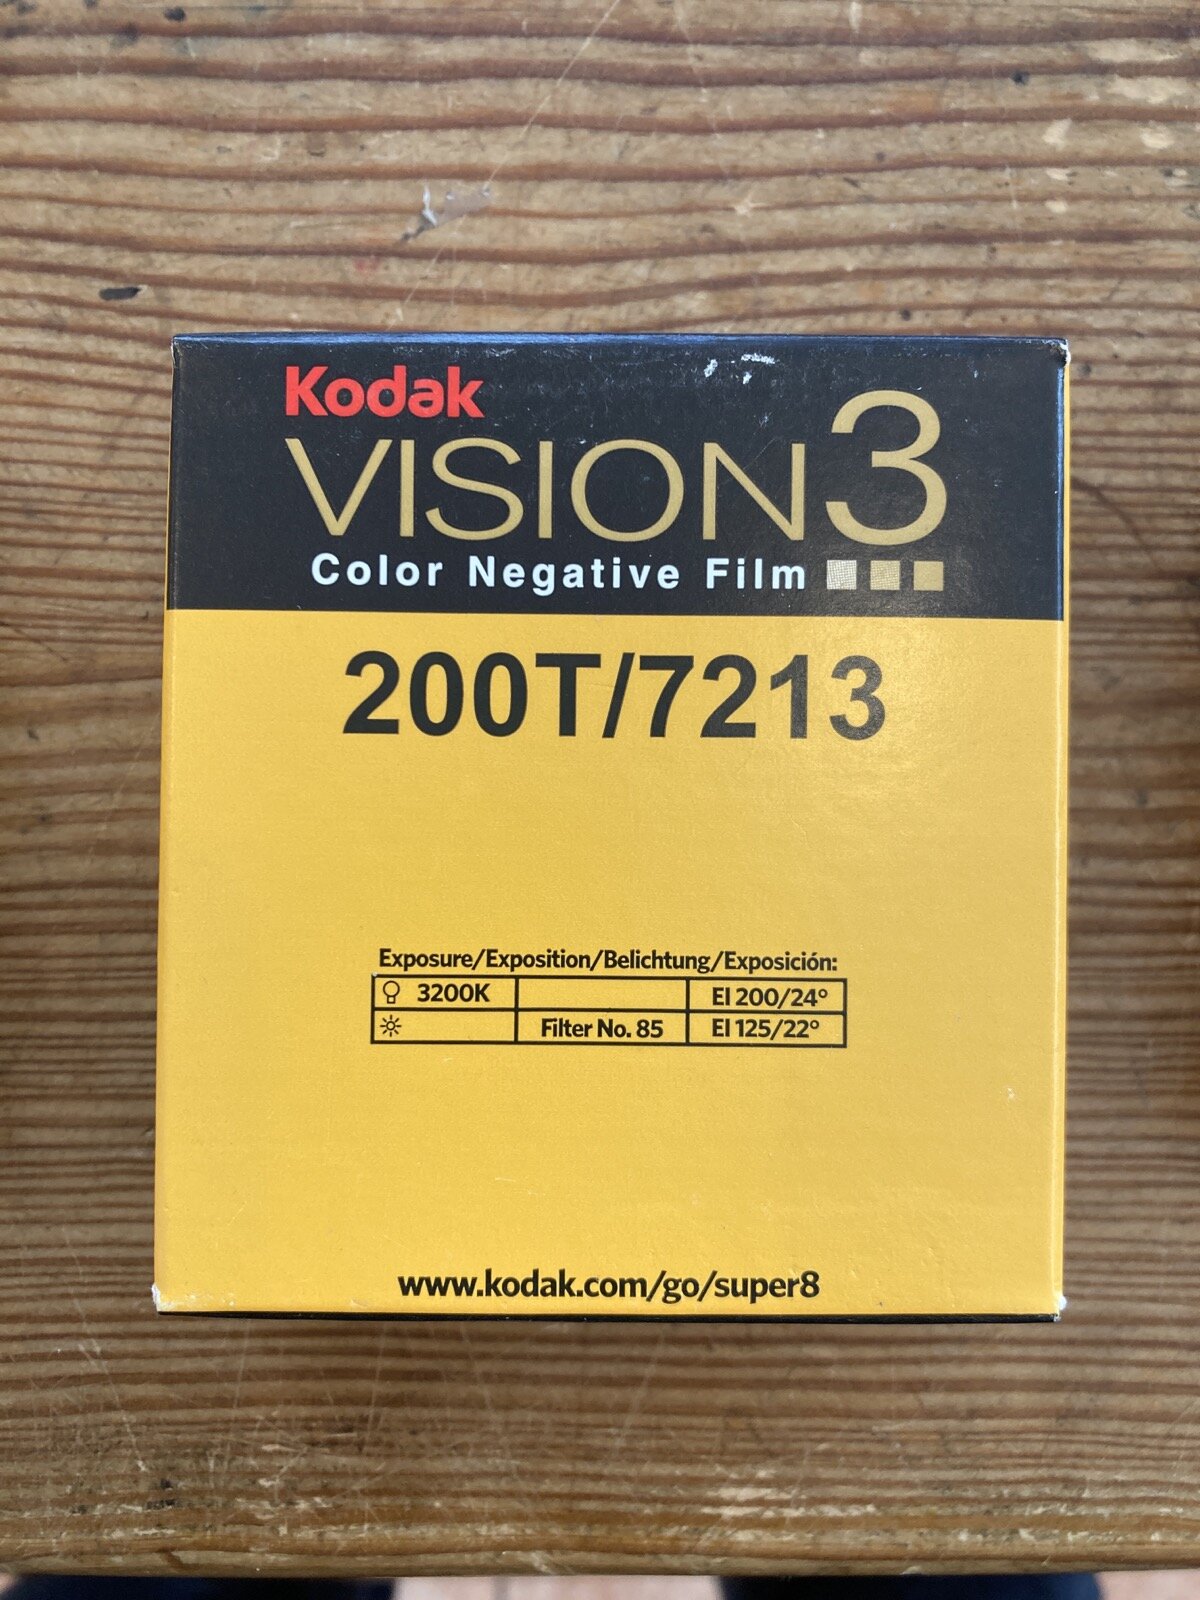 Kodak
VISION3
Color Negative Film
200T/7213
Exposure/Exposition/Belichtung/Exposición:
3200K EI 200/24°
Filter No. 85 EI 125/22°
www.kodak.com/go/super8